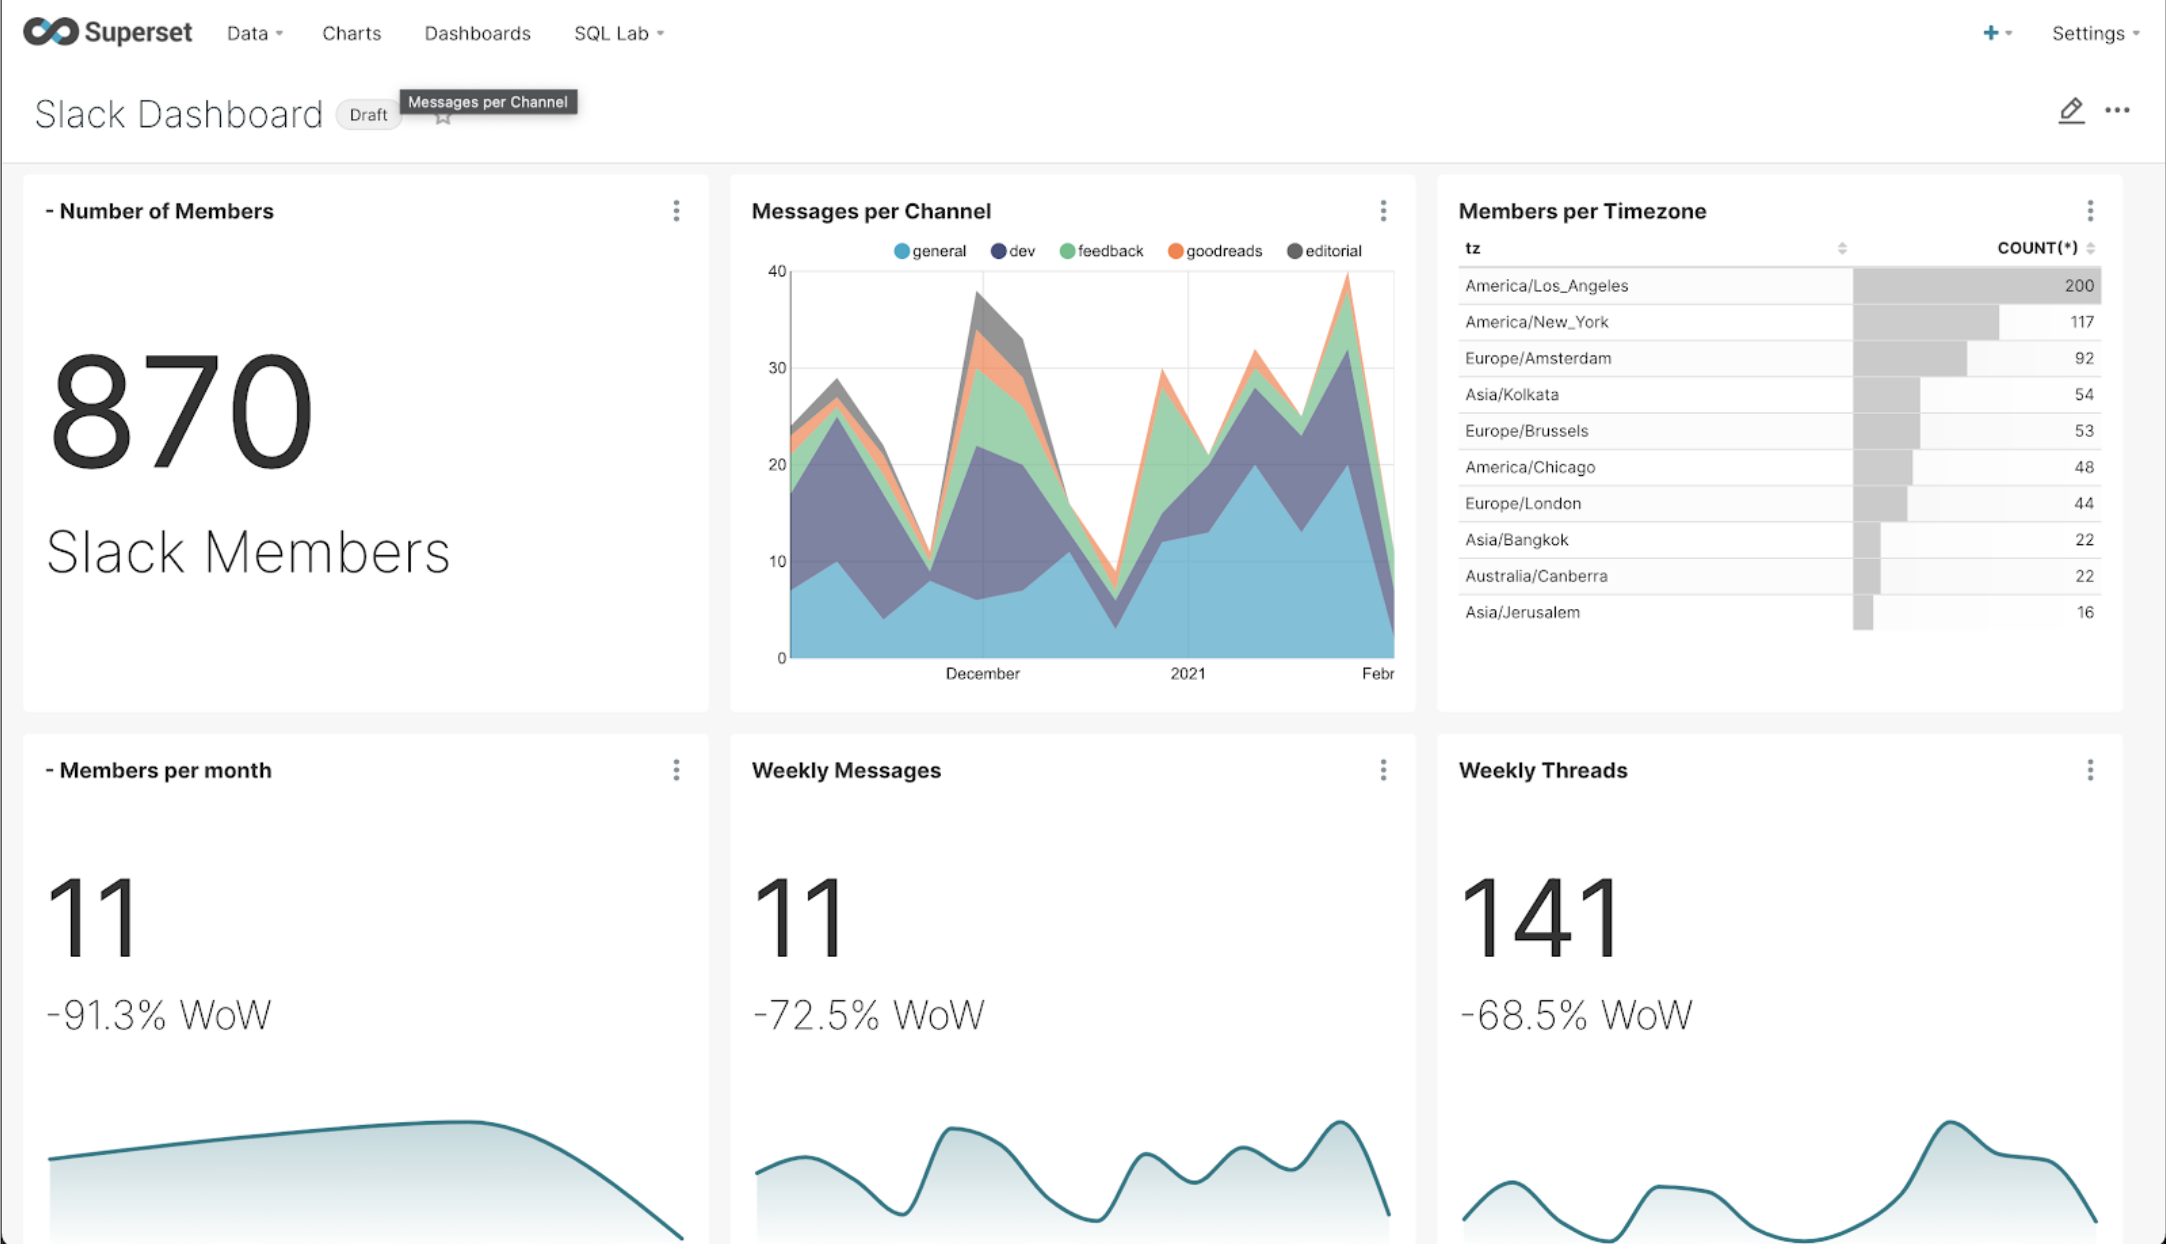 Superset Data Charts Dashboards SQL Lab Settings
Slack Dashboard Draft Messages per Channel
- Number of Members
870
Slack Members
Messages per Channel
general dev feedback goodreads editorial
40
30
20
10
0
December 2021 Febr
Members per Timezone
tz COUNT(*)
America/Los_Angeles 200
America/New_York 117
Europe/Amsterdam 92
Asia/Kolkata 54
Europe/Brussels 53
America/Chicago 48
Europe/London 44
Asia/Bangkok 22
Australia/Canberra 22
Asia/Jerusalem 16
- Members per month
11
-91.3% WoW
Weekly Messages
11
-72.5% WoW
Weekly Threads
141
-68.5% WoW